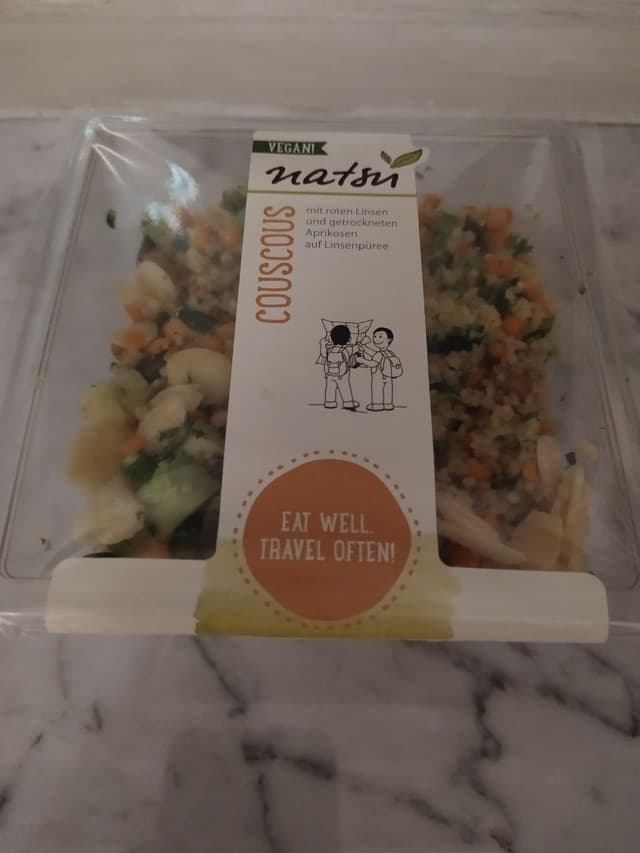 VEGAN!
natsu
COUSCOUS
mit roten Linsen
und getrockneten
Aprikosen
auf Linsenpüree
EAT WELL.
TRAVEL OFTEN!